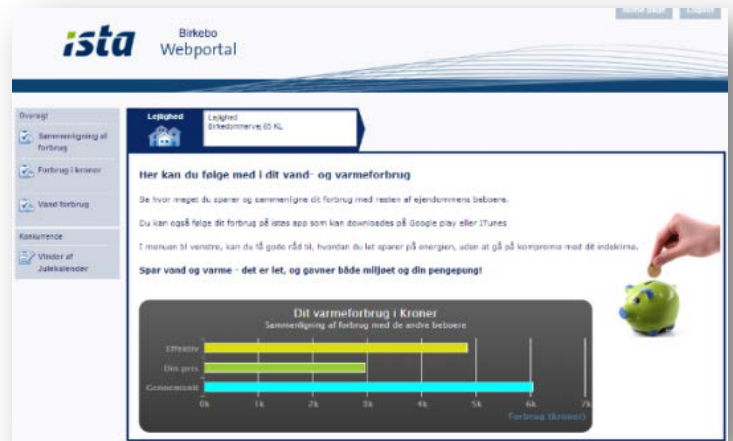 ista
Birkebo
Webportal
Oversigt
Sammenligning af
forbrug
Forbrug i kroner
Vand forbrug
Konkurrence
Vinder af
Julekalender
Lejlighed
Lejlighed
Birkedommervej 65 KL
Her kan du følge med i dit vand- og varmeforbrug
Se hvor meget du sparer og sammenligne dit forbrug med resten af ejendommens beboere.
Du kan også følge dit forbrug på istas app som kan downloades på Google play eller ITunes
I menuen til venstre, kan du få gode råd til, hvordan du let sparer på energien, uden at gå på kompromis med dit indeklima.
Spar vand og varme - det er let, og gavner både miljøet og din pengepung!
Dit varmeforbrug i Kroner
Sammenligning af forbrug med de andre beboere
Effektiv
Din pris
Gennemsnit
0k 1k 2k 3k 4k 5k 6k 7k
Forbrug (kroner)